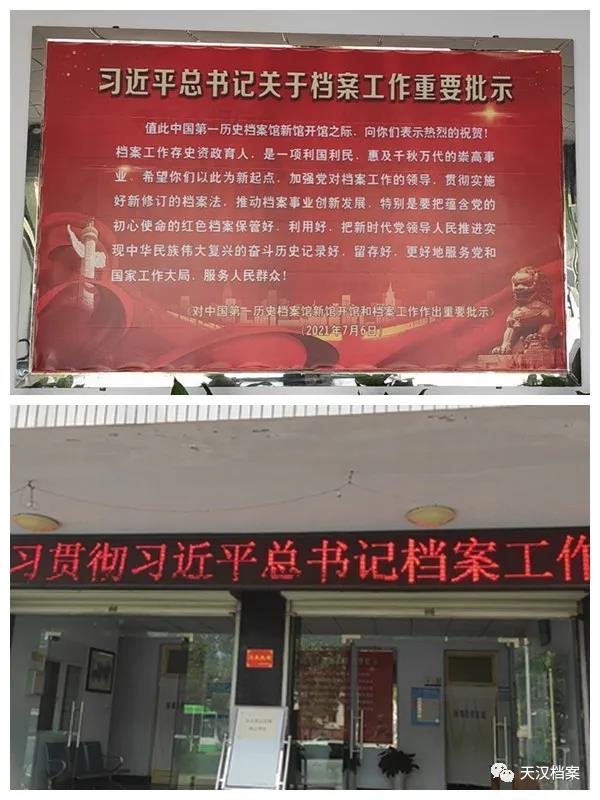 习近平总书记关于档案工作重要批示
值此中国第一历史档案馆新馆开馆之际，向你们表示热烈的祝贺！
档案工作存史资政育人，是一项利国利民，惠及千秋万代的崇高事
业，希望你们以此为新起点，加强党对档案工作的领导，贯彻实施
好新修订的档案法，推动档案事业创新发展，特别是要把蕴含党的
初心使命的红色档案保管好，利用好，把新时代党领导人民推进实
现中华民族伟大复兴的奋斗历史记录好，留存好，更好地服务党和
国家工作大局，服务人民群众！
（对中国第一历史档案馆新馆开馆和档案工作作出重要批示）
（2021年7月6日）
习贯彻习近平总书记档案工作
天汉档案